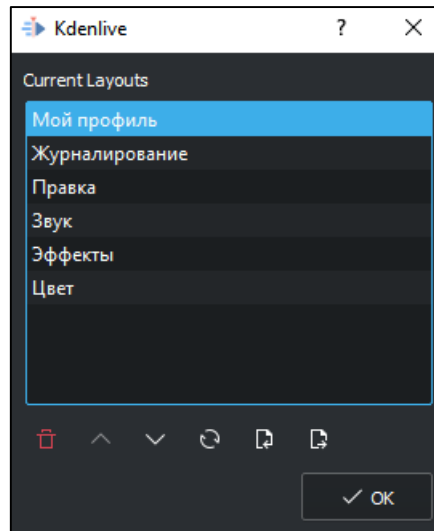 Kdenlive ?
Current Layouts
Мой профиль
Журналирование
Правка
Звук
Эффекты
Цвет
OK